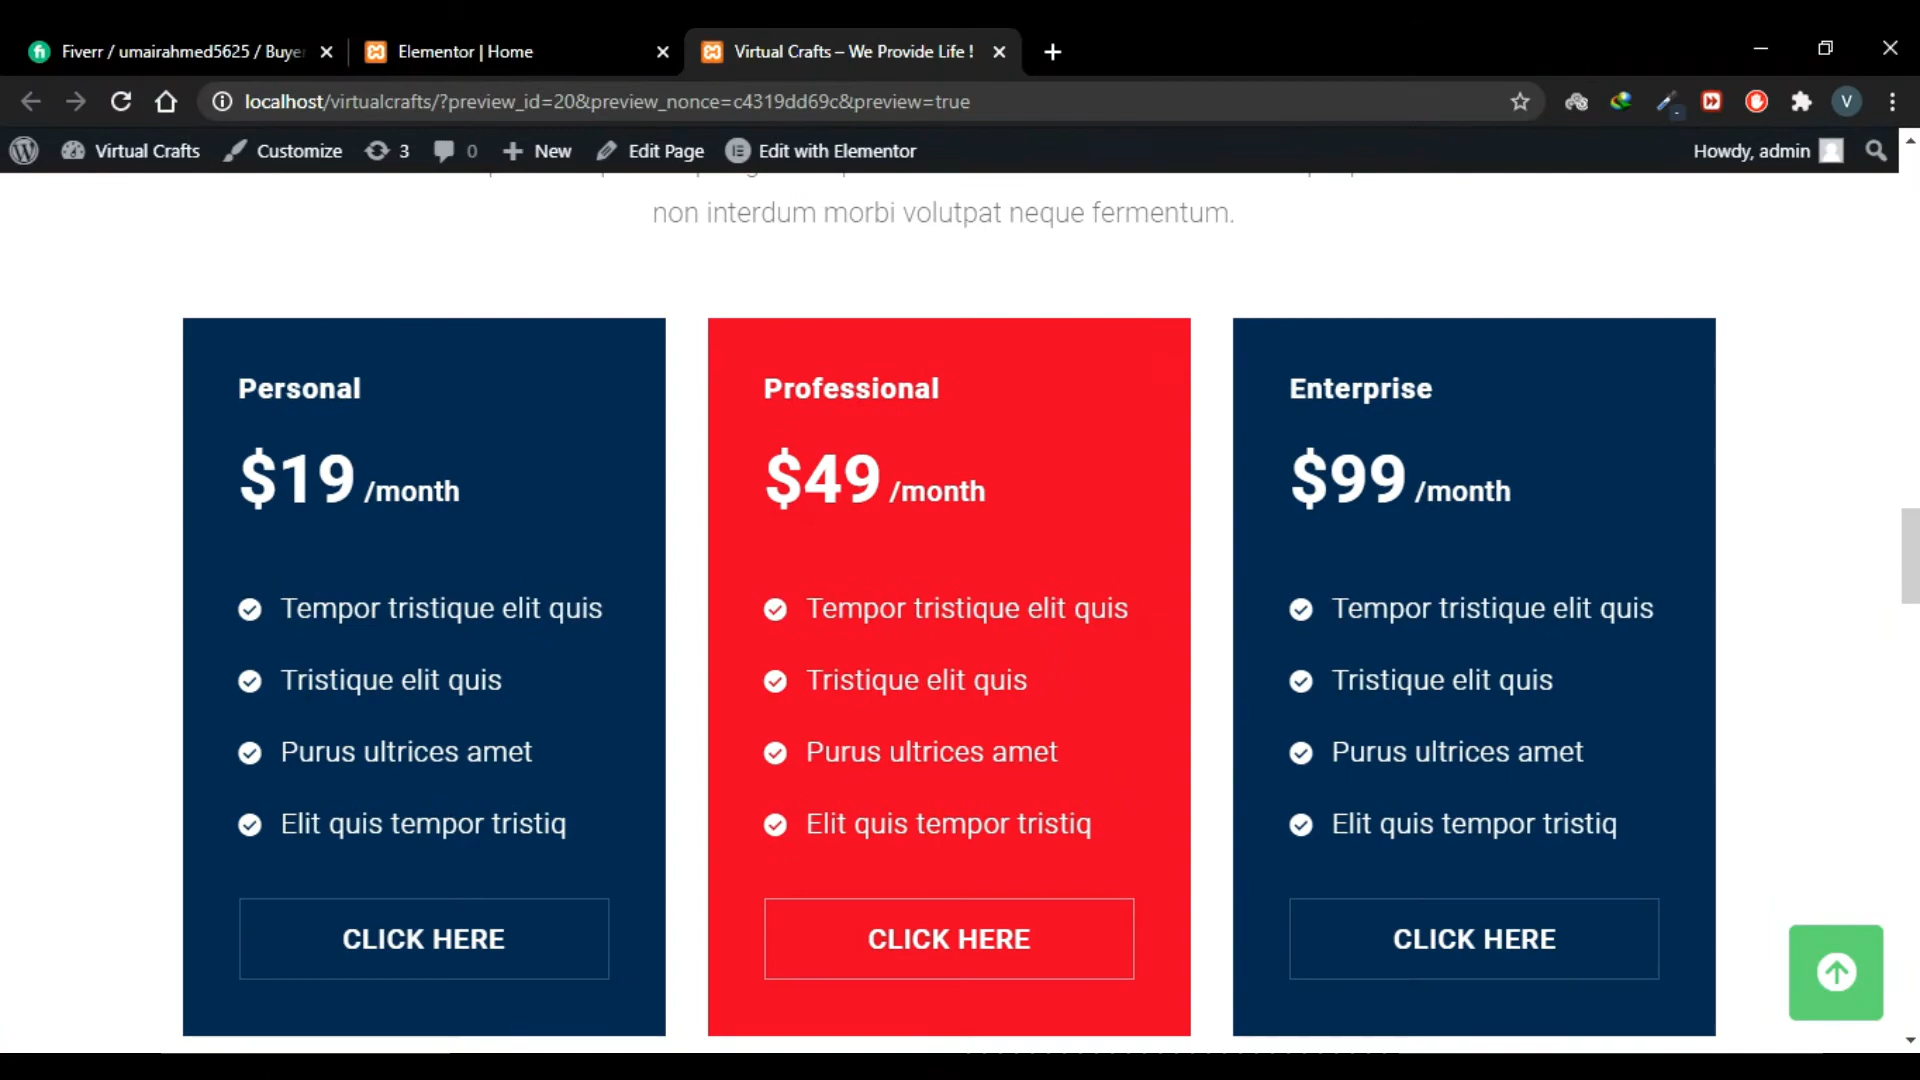 Fiverr / umairahmed5625 / Buye
Elementor | Home
Virtual Crafts – We Provide Life !
localhost/virtualcrafts/?preview_id=20&preview_nonce=c4319dd69c&preview=true
V
Virtual Crafts
Customize
3
0
New
Edit Page
Edit with Elementor
Howdy, admin
non interdum morbi volutpat neque fermentum.
Personal
$19 /month
Tempor tristique elit quis
Tristique elit quis
Purus ultrices amet
Elit quis tempor tristiq
CLICK HERE
Professional
$49 /month
Tempor tristique elit quis
Tristique elit quis
Purus ultrices amet
Elit quis tempor tristiq
CLICK HERE
Enterprise
$99 /month
Tempor tristique elit quis
Tristique elit quis
Purus ultrices amet
Elit quis tempor tristiq
CLICK HERE